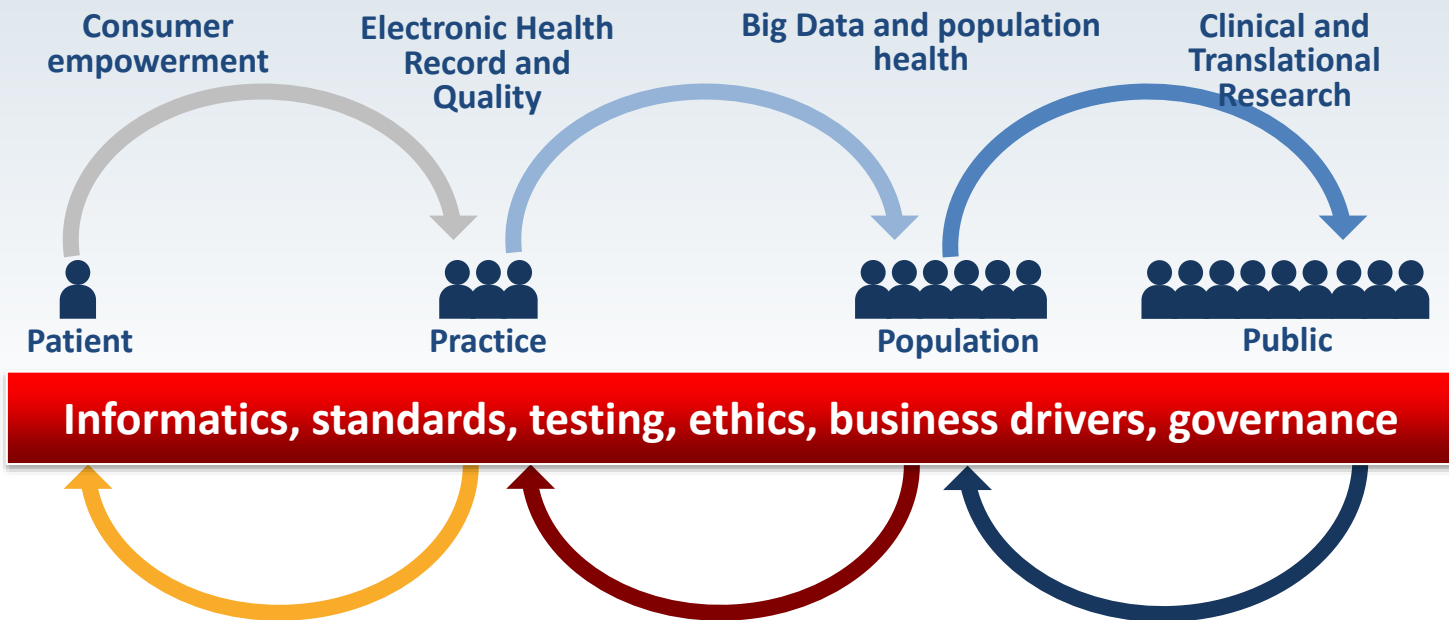 Consumer
empowerment
Electronic Health
Record and
Quality
Big Data and population
health
Clinical and
Translational
Research
Patient
Practice
Population
Public
Informatics, standards, testing, ethics, business drivers, governance